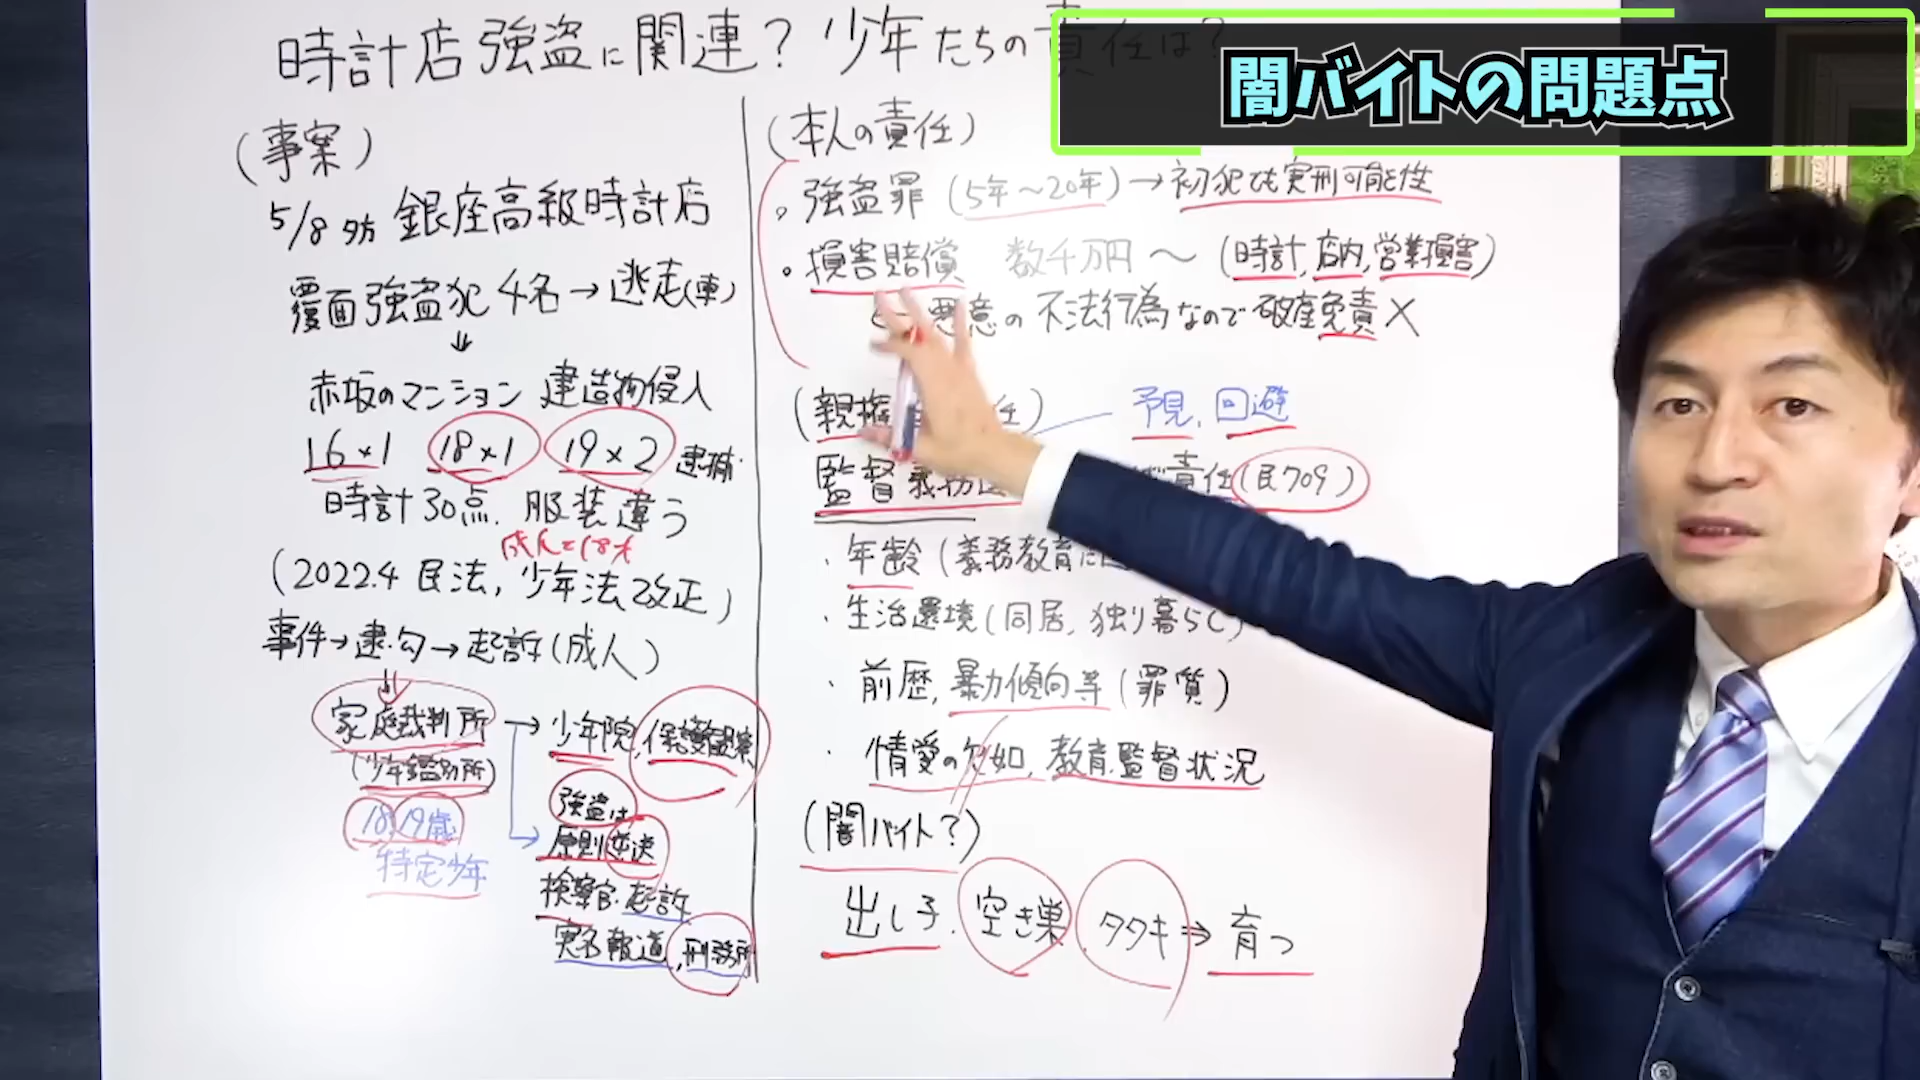 時計店強盗に関連？少年たちの責任は？
闇バイトの問題点
(事案)
5/8 夕方 銀座高級時計店
覆面強盗犯4名→逃走(車)
↓
赤坂のマンション 建造物侵入
16×1 18×1 19×2 逮捕
時計30点. 服装違う
成人=18才
(2022.4 民法, 少年法改正)
事件→逮・勾→起訴(成人)
⇓
家庭裁判所→少年院, 保護観察
(少年鑑別所)
強盗は
18, 19歳
原則逆送
特定少年
検察官・起訴
実名報道, 刑務所
(本人の責任)
。強盗罪 (5年～20年)→初犯でも実刑可能性
。損害賠償 数千万円～(時計, 店内, 営業損害)
悪意の不法行為なので破産免責×
(親権 任)
予見, 回避
監督義務 責任(民709)
・年齢 (義務教育
・生活環境(同居, 独り暮らし)
・前歴, 暴力傾向等(罪質)
・情愛の欠如, 教育監督状況
(闇バイト?)
出し子. 空き巣 タタキ⇒育つ